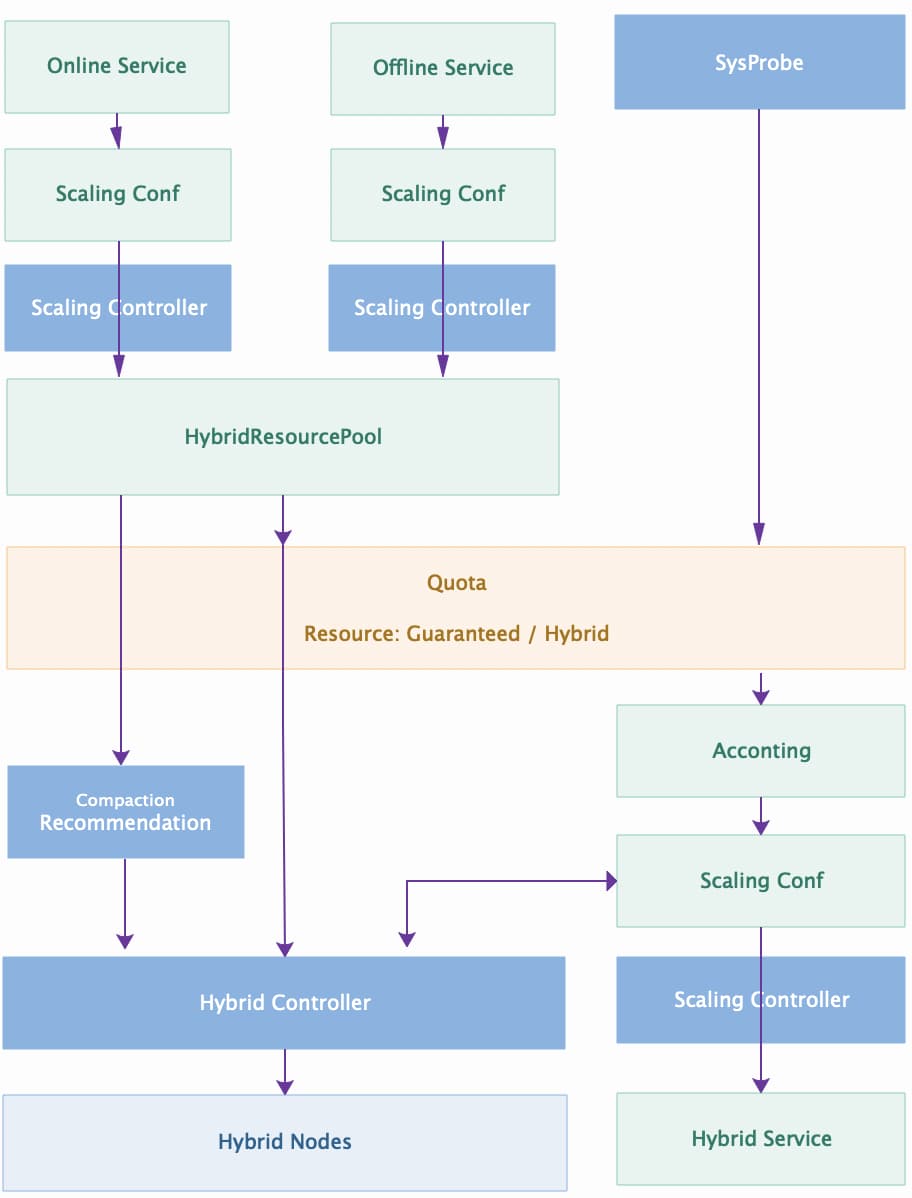 Online Service
Offline Service
SysProbe
Scaling Conf
Scaling Conf
Scaling Controller
Scaling Controller
HybridResourcePool
Quota
Resource: Guaranteed / Hybrid
Acconting
Compaction
Recommendation
Scaling Conf
Hybrid Controller
Scaling Controller
Hybrid Nodes
Hybrid Service